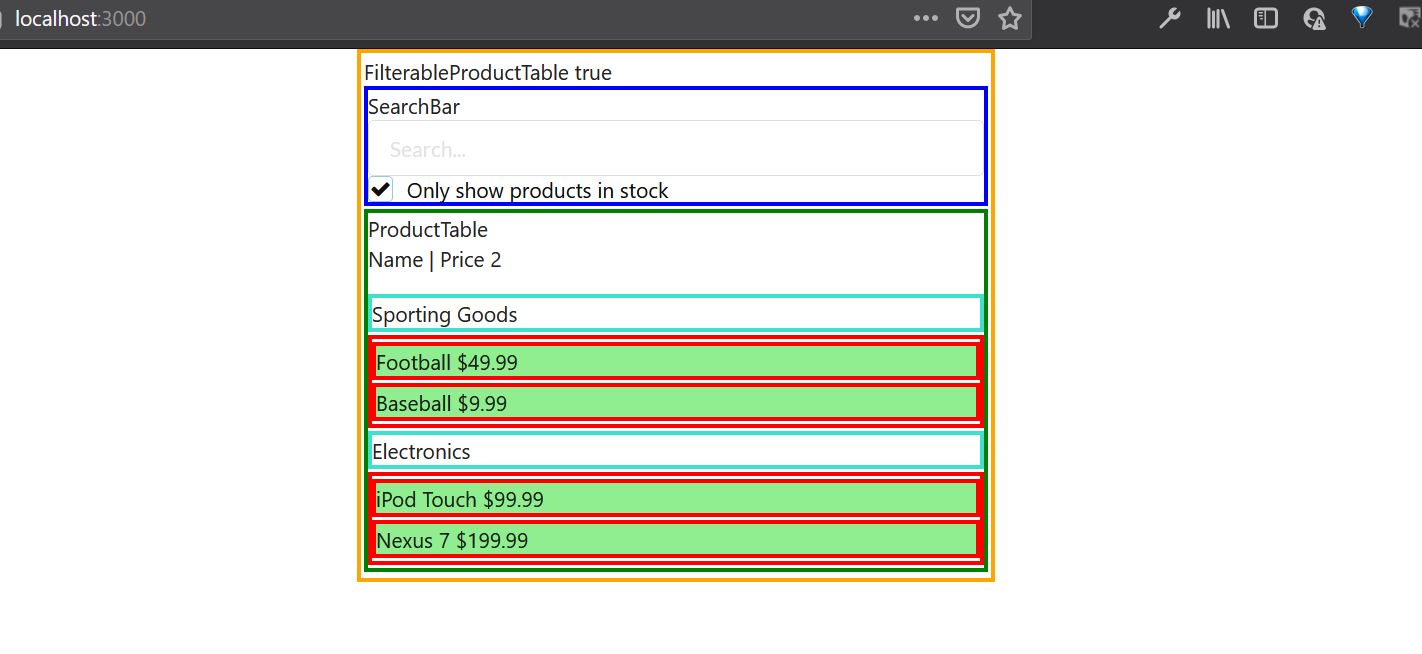 localhost:3000
FilterableProductTable true
SearchBar
Search...
Only show products in stock
ProductTable
Name | Price 2
Sporting Goods
Football $49.99
Baseball $9.99
Electronics
iPod Touch $99.99
Nexus 7 $199.99